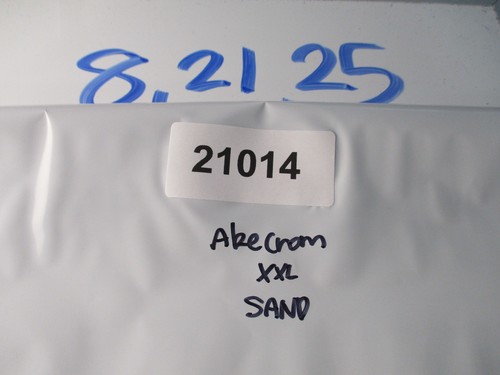 8.21.25
21014
AkeCrom
XXL
SAND